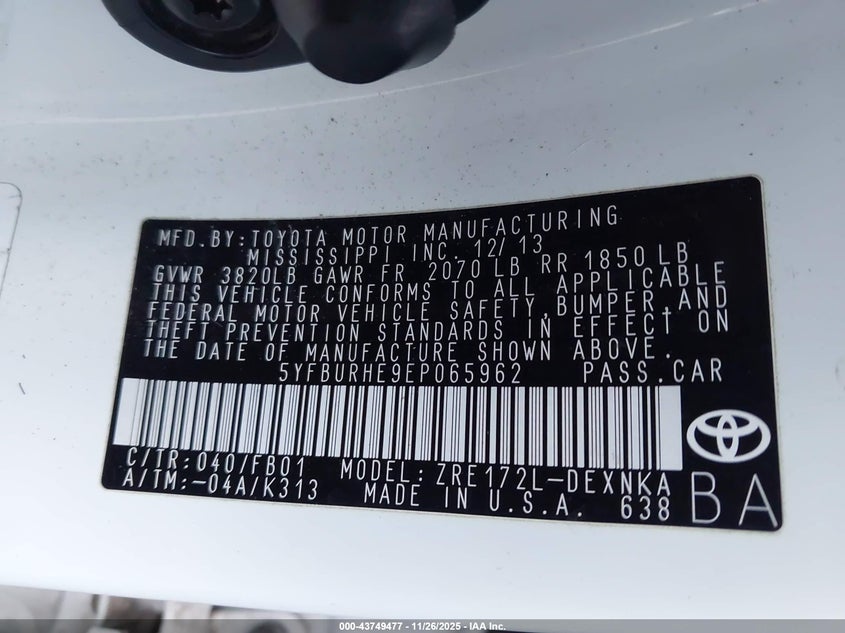 MFD.BY:TOYOTA MOTOR MANUFACTURING
MISSISSIPPI INC. 12/13
GVWR 3820LB GAWR FR 2070LB RR 1850LB
THIS VEHICLE CONFORMS TO ALL APPLICABLE
FEDERAL MOTOR VEHICLE SAFETY,BUMPER,AND
THEFT PREVENTION STANDARDS IN EFFECT ON
THE DATE OF MANUFACTURE SHOWN ABOVE.
5YFBURHE9EP065962 PASS.CAR
C/TR:040/FB01 MODEL:ZRE172L-DEXNKA
A/TM:-04A/K313 MADE IN U.S.A. 638
BA
000-43749477 - 11/26/2025 - IAA Inc.